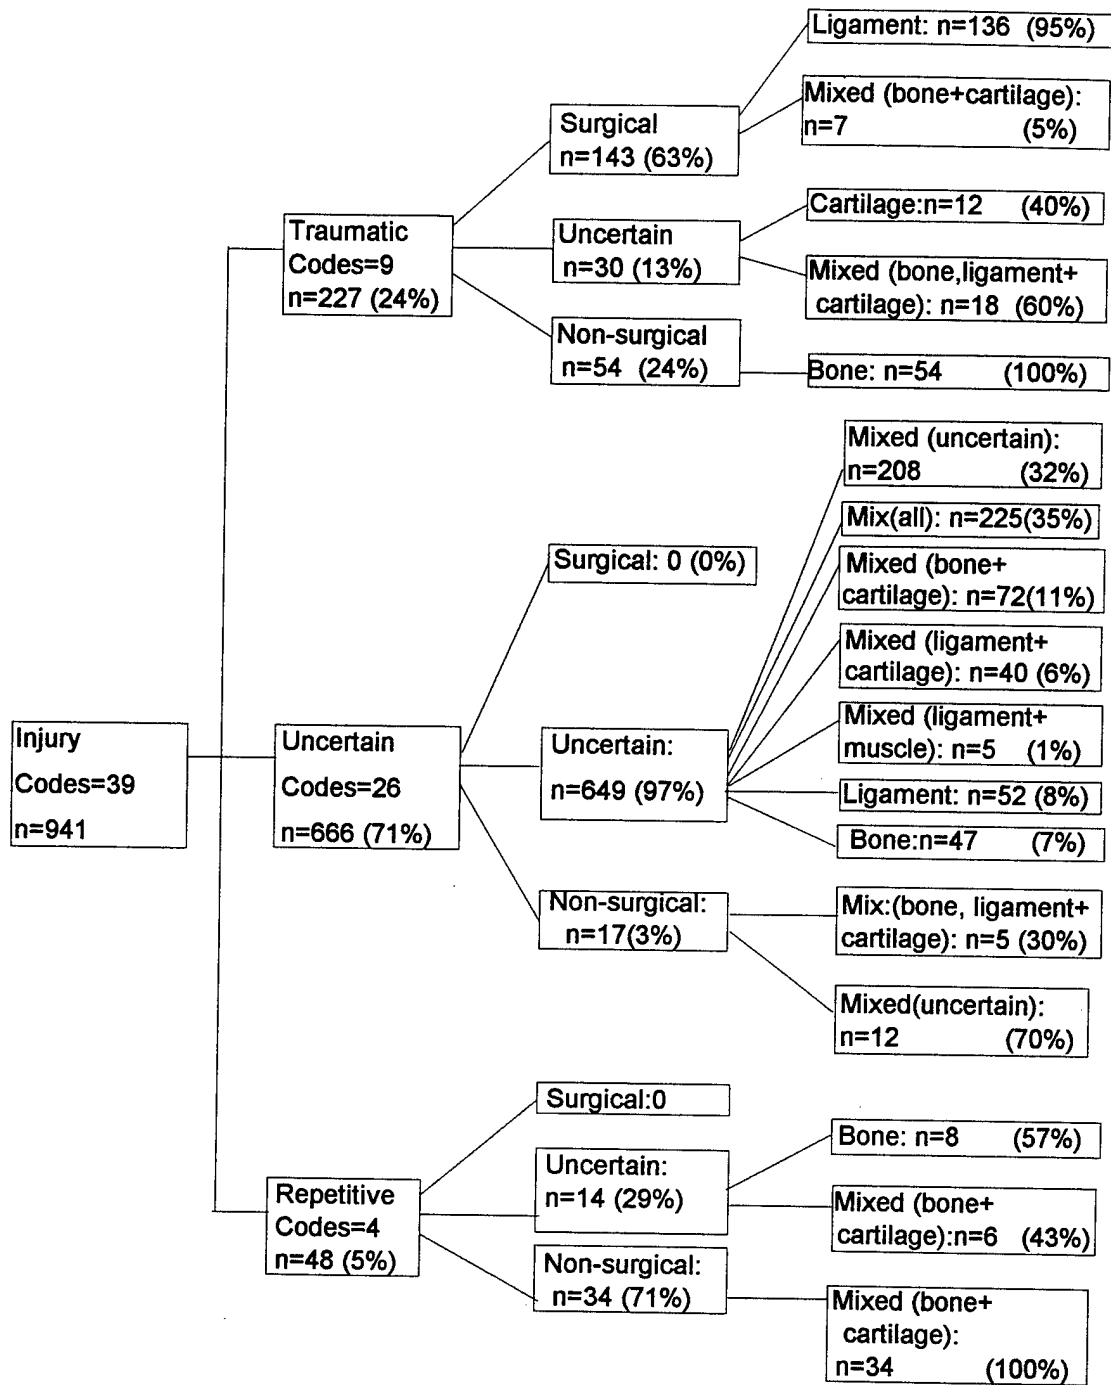 Ligament: n=136 (95%)
Mixed (bone+cartilage):
n=7 (5%)
Surgical
n=143 (63%)
Cartilage:n=12 (40%)
Traumatic
Codes=9
n=227 (24%)
Uncertain
n=30 (13%)
Mixed (bone,ligament+
cartilage): n=18 (60%)
Non-surgical
n=54 (24%)
Bone: n=54 (100%)
Mixed (uncertain):
n=208 (32%)
Mix(all): n=225(35%)
Surgical: 0 (0%)
Mixed (bone+
cartilage): n=72(11%)
Mixed (ligament+
cartilage): n=40 (6%)
Injury
Codes=39
n=941
Uncertain
Codes=26
n=666 (71%)
Uncertain:
n=649 (97%)
Mixed (ligament+
muscle): n=5 (1%)
Ligament: n=52 (8%)
Bone:n=47 (7%)
Non-surgical:
n=17(3%)
Mix:(bone, ligament+
cartilage): n=5 (30%)
Mixed(uncertain):
n=12 (70%)
Surgical:0
Bone: n=8 (57%)
Repetitive
Codes=4
n=48 (5%)
Uncertain:
n=14 (29%)
Mixed (bone+
cartilage):n=6 (43%)
Non-surgical:
n=34 (71%)
Mixed (bone+
cartilage):
n=34 (100%)